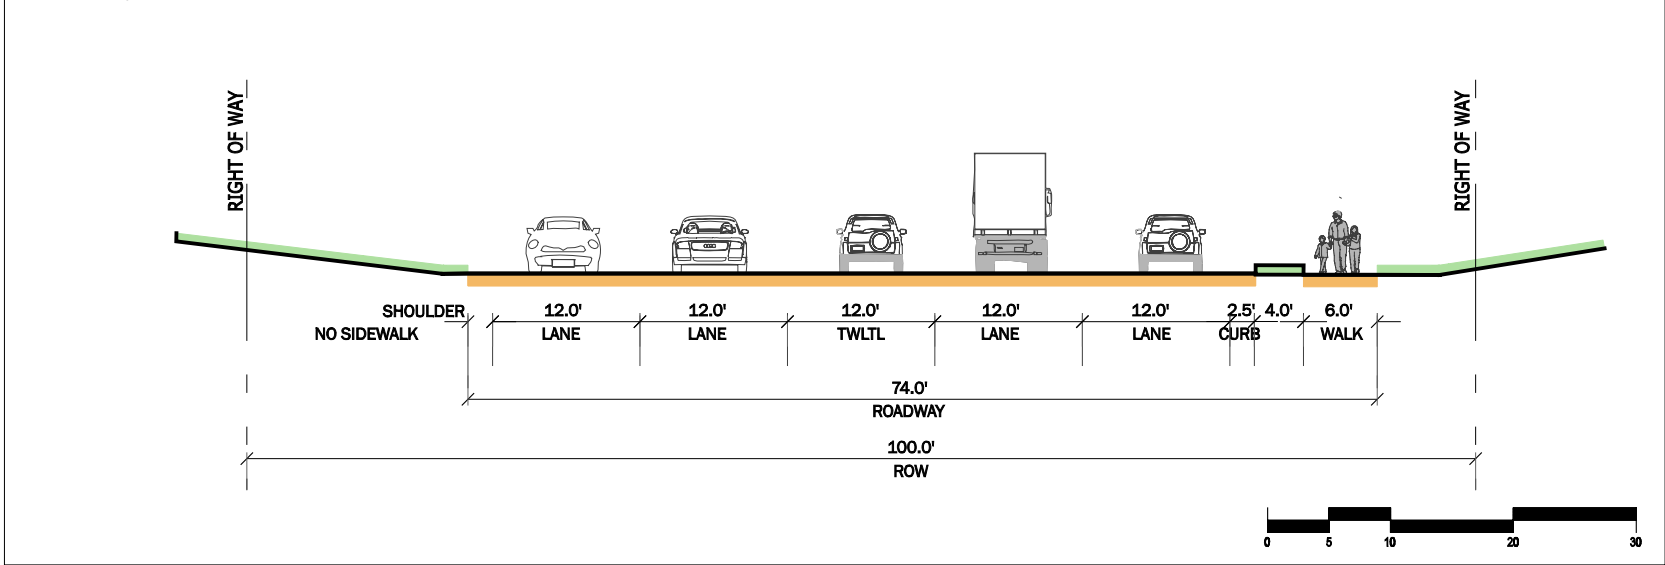 RIGHT OF WAY
RIGHT OF WAY
SHOULDER 12.0' 12.0' 12.0' 12.0' 12.0' 2.5' 4.0' 6.0'
NO SIDEWALK LANE LANE TWLTL LANE LANE CURB WALK
74.0'
ROADWAY
100.0'
ROW
0 5 10 20 30